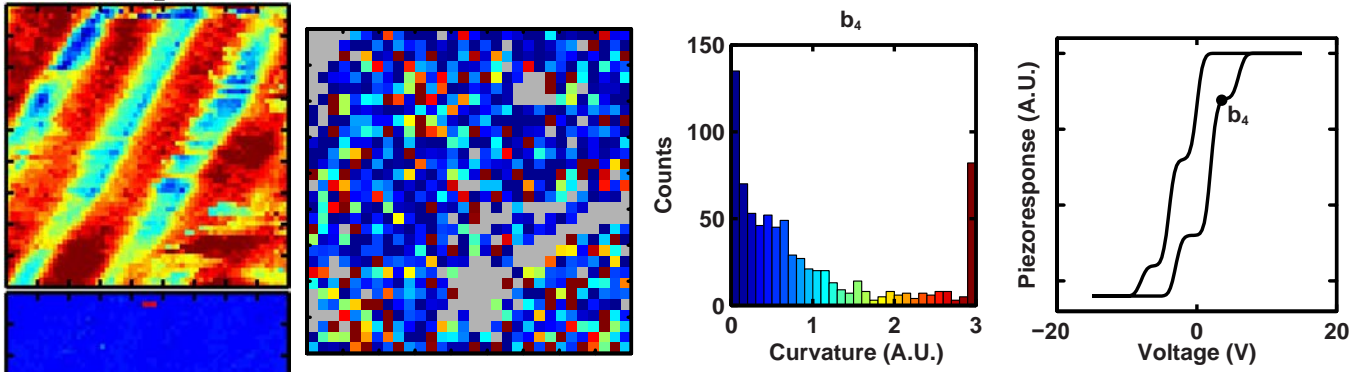 b4
150
100
50
0
Counts
0 1 2 3
Curvature (A.U.)
Piezoresponse (A.U.)
b4
−20 0 20
Voltage (V)